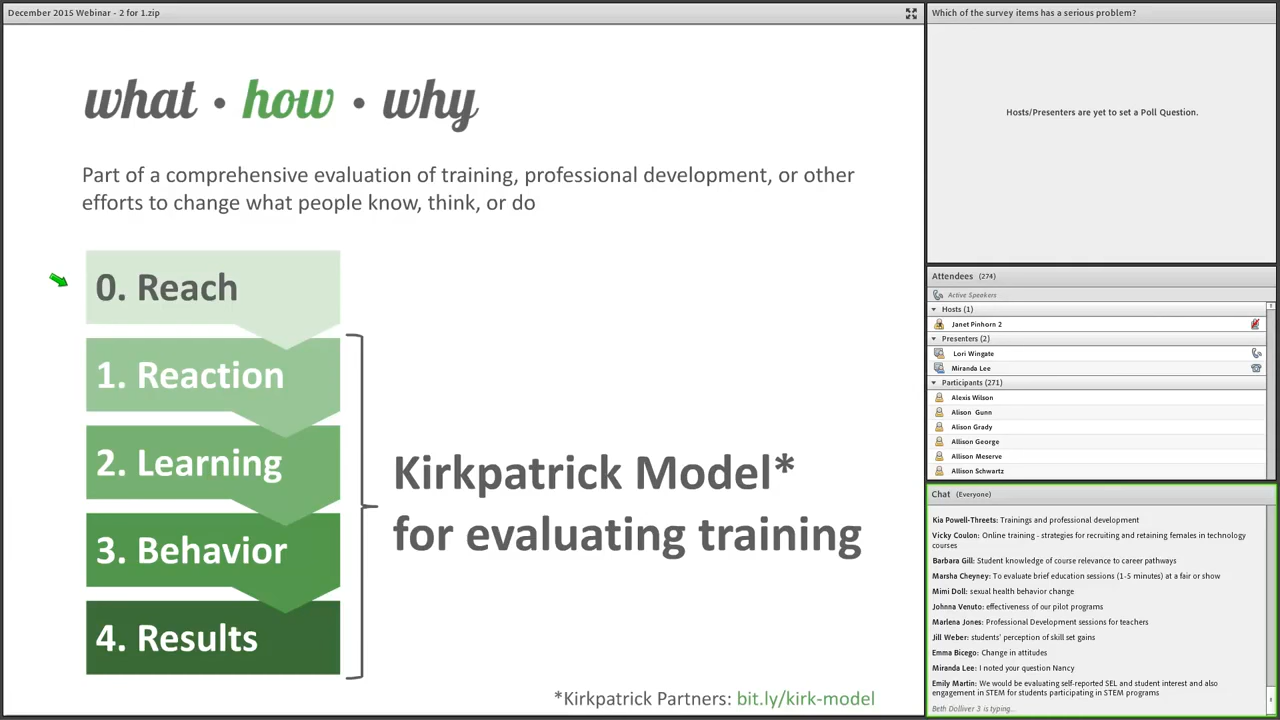 December 2015 Webinar - 2 for 1.zip
what • how • why
Part of a comprehensive evaluation of training, professional development, or other
efforts to change what people know, think, or do
0. Reach
1. Reaction
2. Learning
3. Behavior
4. Results
Kirkpatrick Model*
for evaluating training
*Kirkpatrick Partners: bit.ly/kirk-model
Which of the survey items has a serious problem?
Hosts/Presenters are yet to set a Poll Question.
Attendees (274)
Active Speakers
Hosts (1)
Janet Pinhorn 2
Presenters (2)
Lori Wingate
Miranda Lee
Participants (271)
Alexis Wilson
Alison Gunn
Alison Grady
Allison George
Allison Meserve
Allison Schwartz
Chat (Everyone)
Kia Powell-Threets: Trainings and professional development
Vicky Coulon: Online training - strategies for recruiting and retaining females in technology
courses
Barbara Gill: Student knowledge of course relevance to career pathways
Marsha Cheyney: To evaluate brief education sessions (1-5 minutes) at a fair or show
Mimi Doll: sexual health behavior change
Johnna Venuto: effectiveness of our pilot programs
Marlena Jones: Professional Development sessions for teachers
Jill Weber: students' perception of skill set gains
Emma Bicego: Change in attitudes
Miranda Lee: I noted your question Nancy
Emily Martin: We would be evaluating self-reported SEL and student interest and also
engagement in STEM for students participating in STEM programs
Beth Dolliver 3 is typing...